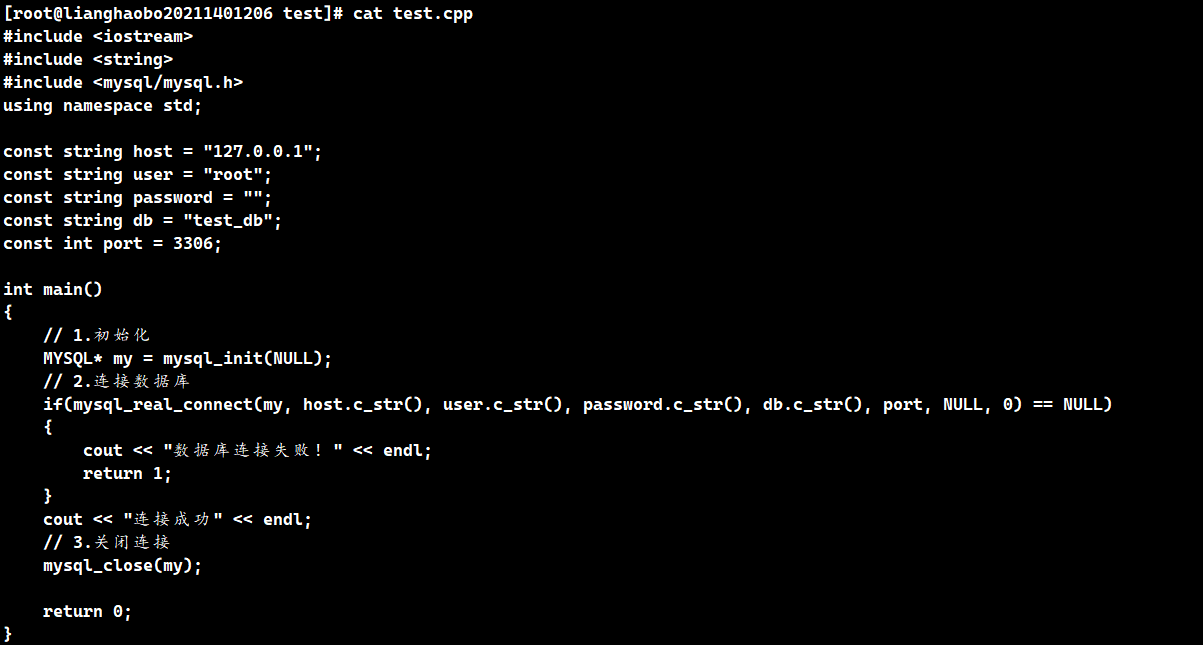 [root@lianghaobo20211401206 test]# cat test.cpp
#include <iostream>
#include <string>
#include <mysql/mysql.h>
using namespace std;

const string host = "127.0.0.1";
const string user = "root";
const string password = "";
const string db = "test_db";
const int port = 3306;

int main()
{
    // 1.初始化
    MYSQL* my = mysql_init(NULL);
    // 2.连接数据库
    if(mysql_real_connect(my, host.c_str(), user.c_str(), password.c_str(), db.c_str(), port, NULL, 0) == NULL)
    {
        cout << "数据库连接失败！" << endl;
        return 1;
    }
    cout << "连接成功" << endl;
    // 3.关闭连接
    mysql_close(my);

    return 0;
}